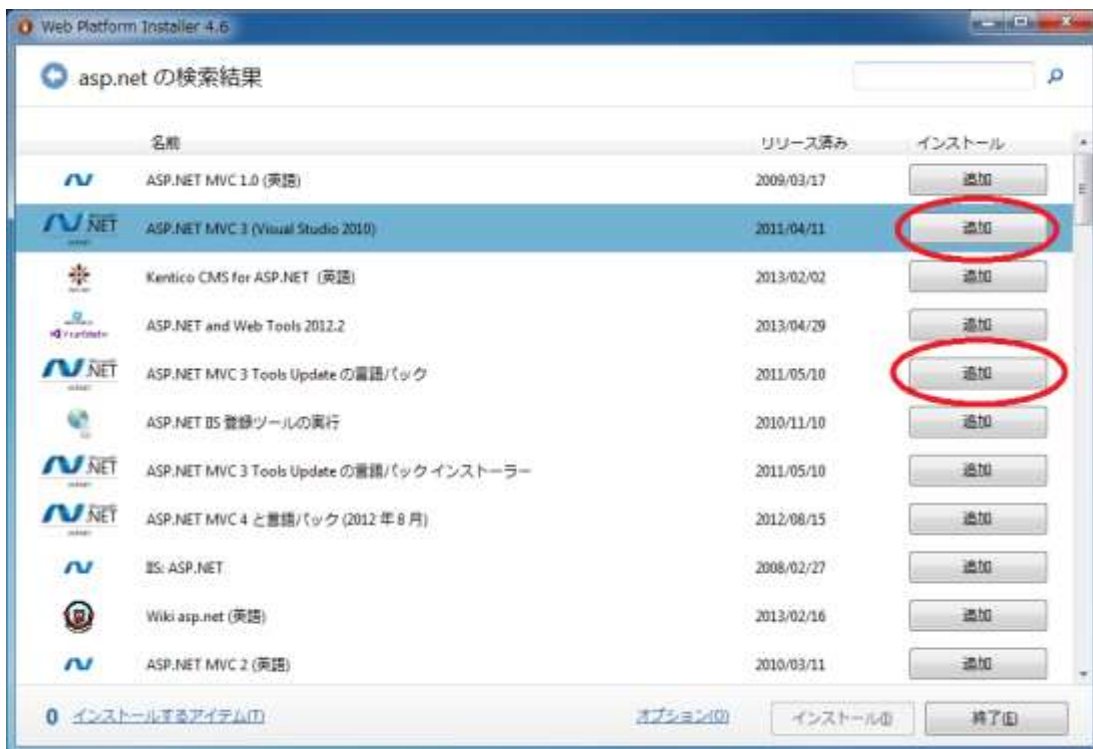 Web Platform Installer 4.6
asp.net の検索結果
名前 リリース済み インストール
ASP.NET MVC 1.0 (英語) 2009/03/17 追加
.NET ASP.NET MVC 3 (Visual Studio 2010) 2011/04/11 追加
Kentico CMS for ASP.NET (英語) 2013/02/02 追加
ASP.NET and Web Tools 2012.2 2013/04/29 追加
.NET ASP.NET MVC 3 Tools Update の言語パック 2011/05/10 追加
ASP.NET IIS 登録ツールの実行 2010/11/10 追加
.NET ASP.NET MVC 3 Tools Update の言語パック インストーラー 2011/05/10 追加
.NET ASP.NET MVC 4 と言語パック (2012 年 8 月) 2012/08/15 追加
IIS: ASP.NET 2008/02/27 追加
Wiki asp.net (英語) 2013/02/16 追加
ASP.NET MVC 2 (英語) 2010/03/11 追加
0 インストールするアイテム(T) オプション(O) インストール(I) 終了(E)